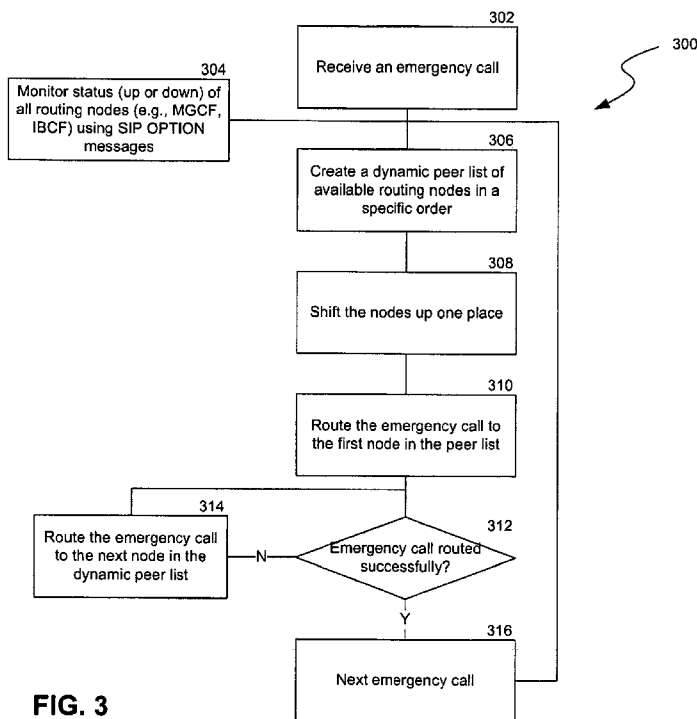 302
Receive an emergency call
300
304
Monitor status (up or down) of
all routing nodes (e.g., MGCF,
IBCF) using SIP OPTION
messages
306
Create a dynamic peer list of
available routing nodes in a
specific order
308
Shift the nodes up one place
310
Route the emergency call to
the first node in the peer list
314
Route the emergency call
to the next node in the
dynamic peer list
N
312
Emergency call routed
successfully?
Y
316
Next emergency call
FIG. 3